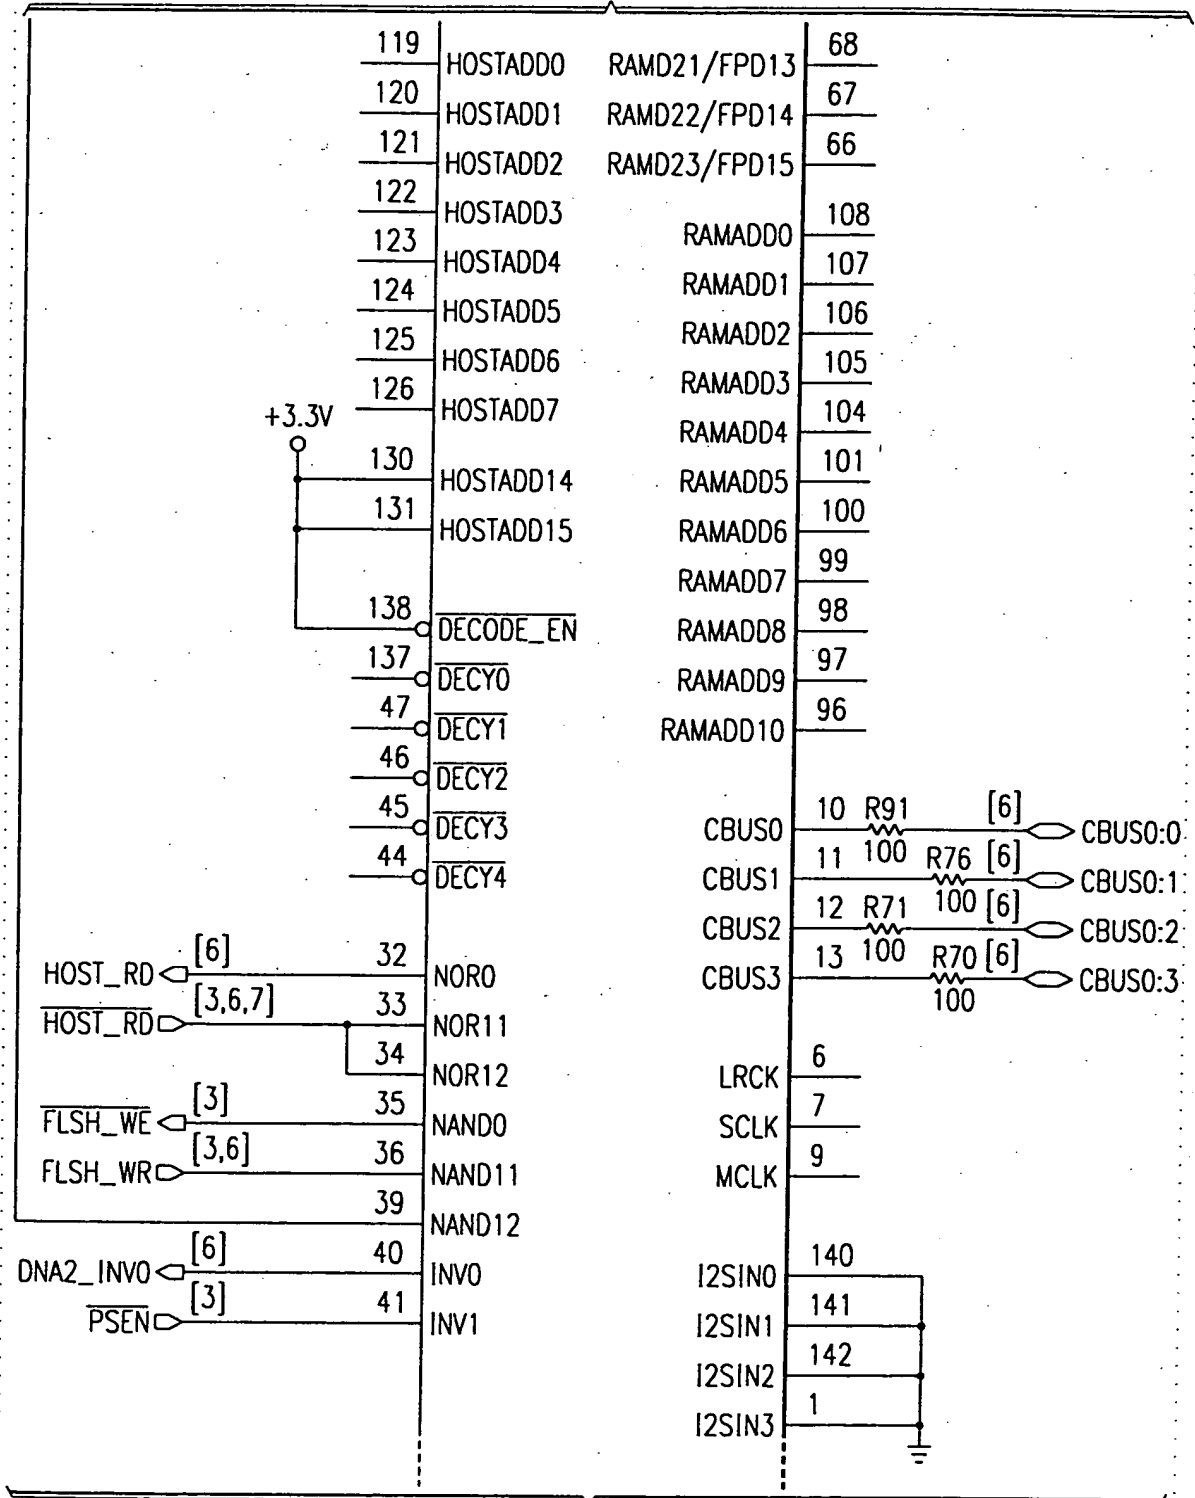 119 HOSTADD0 RAMD21/FPD13 68
120 HOSTADD1 RAMD22/FPD14 67
121 HOSTADD2 RAMD23/FPD15 66
122 HOSTADD3 RAMADD0 108
123 HOSTADD4 RAMADD1 107
124 HOSTADD5 RAMADD2 106
125 HOSTADD6 RAMADD3 105
126 HOSTADD7 RAMADD4 104
+3.3V
130 HOSTADD14 RAMADD5 101
131 HOSTADD15 RAMADD6 100
RAMADD7 99
138 DECODE_EN RAMADD8 98
137 DECY0 RAMADD9 97
47 DECY1 RAMADD10 96
46 DECY2
45 DECY3 CBUS0 10 R91 100 [6] CBUS0:0
44 DECY4 CBUS1 11 R76 100 [6] CBUS0:1
CBUS2 12 R71 100 [6] CBUS0:2
HOST_RD [6] 32 NOR0 CBUS3 13 R70 100 [6] CBUS0:3
HOST_RD [3,6,7] 33 NOR11
34 NOR12 LRCK 6
FLSH_WE [3] 35 NAND0 SCLK 7
FLSH_WR [3,6] 36 NAND11 MCLK 9
39 NAND12
DNA2_INV0 [6] 40 INV0 I2SIN0 140
PSEN [3] 41 INV1 I2SIN1 141
I2SIN2 142
I2SIN3 1